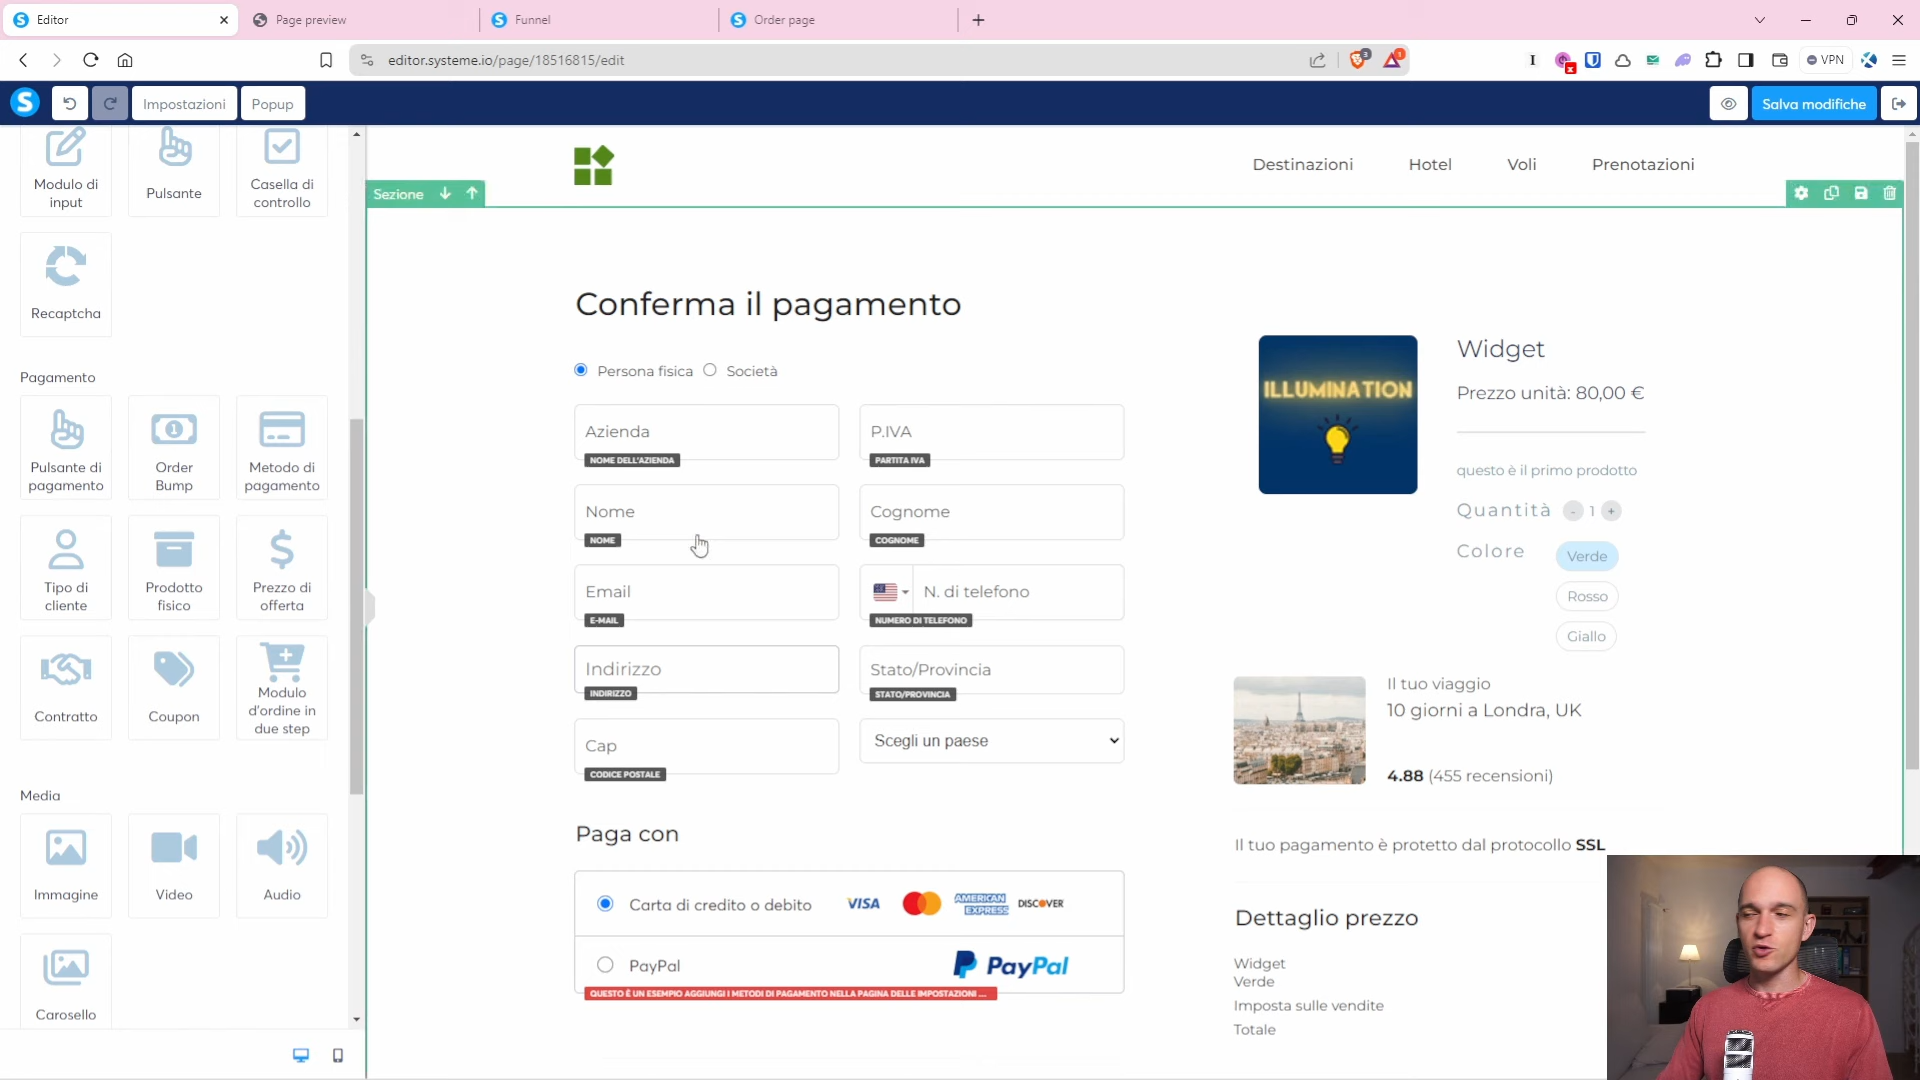 Editor
Page preview
Funnel
Order page
editor.systeme.io/page/18516815/edit
3
1
VPN
S
Impostazioni
Popup
Salva modifiche
Modulo di
input
Pulsante
Casella di
controllo
Recaptcha
Pagamento
Pulsante di
pagamento
Order
Bump
Metodo di
pagamento
Tipo di
cliente
Prodotto
fisico
Prezzo di
offerta
Contratto
Coupon
Modulo
d'ordine in
due step
Media
Immagine
Video
Audio
Carosello
Destinazioni
Hotel
Voli
Prenotazioni
Sezione
Conferma il pagamento
Persona fisica
Società
Azienda
NOME DELL'AZIENDA
P.IVA
PARTITA IVA
Nome
NOME
Cognome
COGNOME
Email
E-MAIL
N. di telefono
NUMERO DI TELEFONO
Indirizzo
INDIRIZZO
Stato/Provincia
STATO/PROVINCIA
Cap
CODICE POSTALE
Scegli un paese
Paga con
Carta di credito o debito
VISA
AMERICAN
EXPRESS
DISCOVER
PayPal
PayPal
QUESTO È UN ESEMPIO AGGIUNGI I METODI DI PAGAMENTO NELLA PAGINA DELLE IMPOSTAZIONI ...
ILLUMINATION
Widget
Prezzo unità: 80,00 €
questo è il primo prodotto
Quantità - 1 +
Colore
Verde
Rosso
Giallo
Il tuo viaggio
10 giorni a Londra, UK
4.88 (455 recensioni)
Il tuo pagamento è protetto dal protocollo SSL
Dettaglio prezzo
Widget
Verde
Imposta sulle vendite
Totale